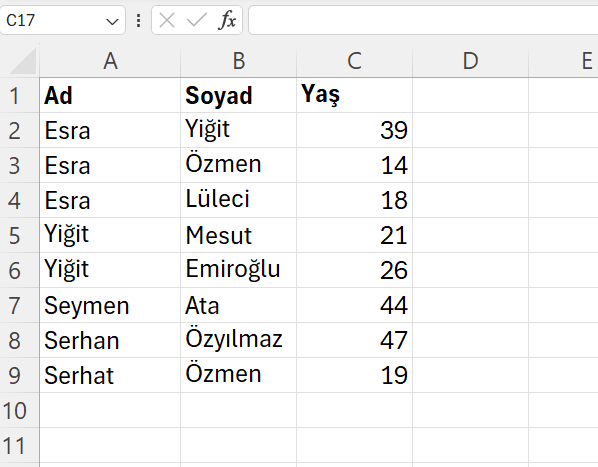 C17 fx
A B C D E
1 Ad Soyad Yaş
2 Esra Yiğit 39
3 Esra Özmen 14
4 Esra Lüleci 18
5 Yiğit Mesut 21
6 Yiğit Emiroğlu 26
7 Seymen Ata 44
8 Serhan Özyılmaz 47
9 Serhat Özmen 19
10
11